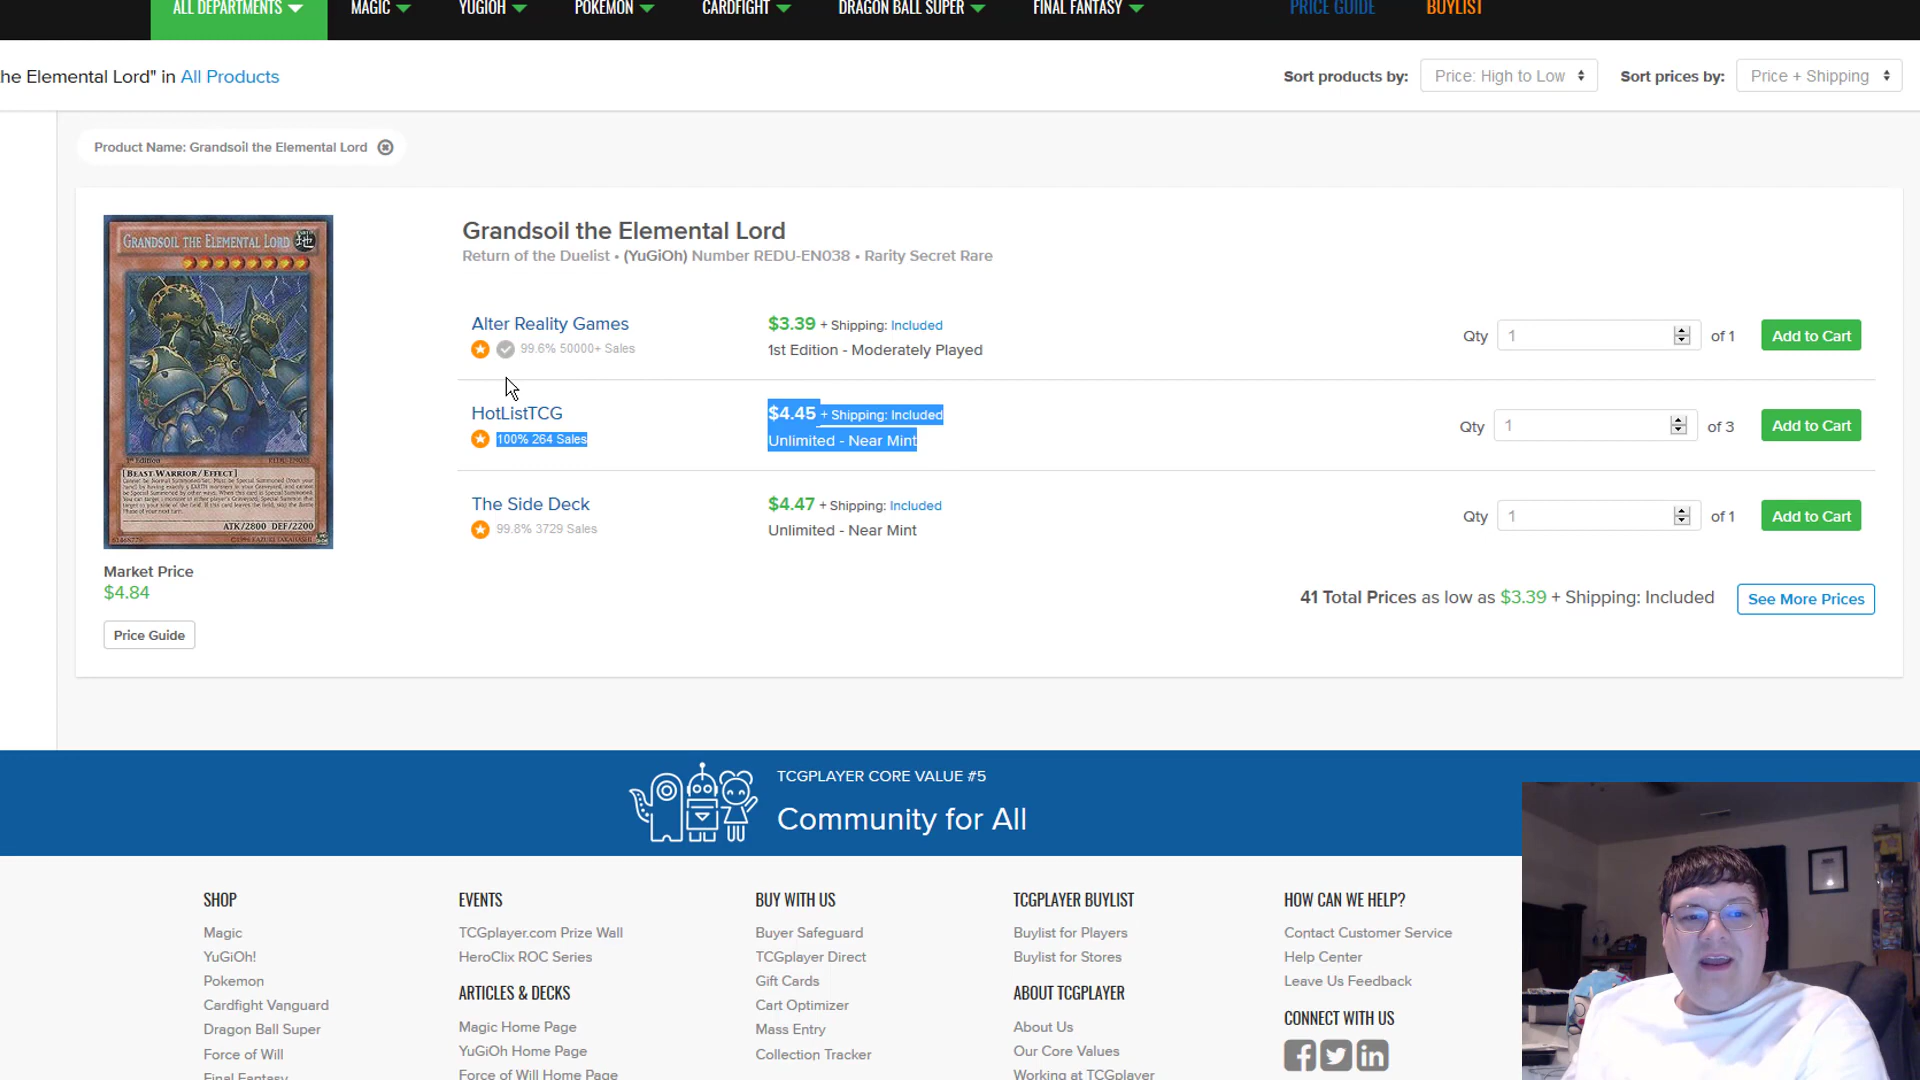 ALL DEPARTMENTS MAGIC YUGIOH POKEMON CARDFIGHT DRAGON BALL SUPER FINAL FANTASY PRICE GUIDE BUYLIST
he Elemental Lord" in All Products
Sort products by: Price: High to Low Sort prices by: Price + Shipping
Product Name: Grandsoil the Elemental Lord
GRANDSOIL THE ELEMENTAL LORD 地
1st Edition
[BEAST-WARRIOR/EFFECT]
ATK/2800 DEF/2200
Market Price
$4.84
Price Guide
Grandsoil the Elemental Lord
Return of the Duelist • (YuGiOh) Number REDU-EN038 • Rarity Secret Rare
Alter Reality Games
99.6% 50000+ Sales
$3.39 + Shipping: Included
1st Edition - Moderately Played
Qty 1 of 1 Add to Cart
HotListTCG
100% 264 Sales
$4.45 + Shipping: Included
Unlimited - Near Mint
Qty 1 of 3 Add to Cart
The Side Deck
99.8% 3729 Sales
$4.47 + Shipping: Included
Unlimited - Near Mint
Qty 1 of 1 Add to Cart
41 Total Prices as low as $3.39 + Shipping: Included See More Prices
TCGPLAYER CORE VALUE #5
Community for All
SHOP
Magic
YuGiOh!
Pokemon
Cardfight Vanguard
Dragon Ball Super
Force of Will
Final Fantasy
EVENTS
TCGplayer.com Prize Wall
HeroClix ROC Series
ARTICLES & DECKS
Magic Home Page
YuGiOh Home Page
Force of Will Home Page
BUY WITH US
Buyer Safeguard
TCGplayer Direct
Gift Cards
Cart Optimizer
Mass Entry
Collection Tracker
TCGPLAYER BUYLIST
Buylist for Players
Buylist for Stores
ABOUT TCGPLAYER
About Us
Our Core Values
Working at TCGplayer
HOW CAN WE HELP?
Contact Customer Service
Help Center
Leave Us Feedback
CONNECT WITH US